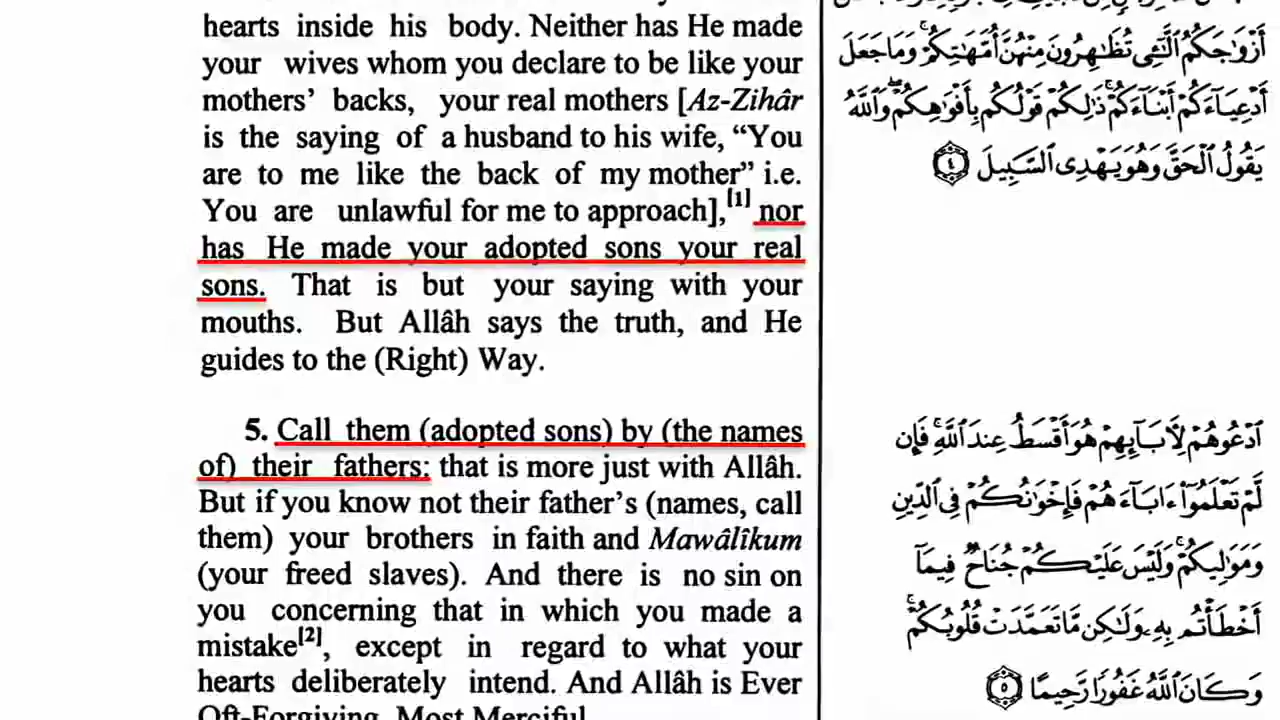 hearts inside his body. Neither has He made
your wives whom you declare to be like your
mothers' backs, your real mothers [Az-Zihâr
is the saying of a husband to his wife, “You
are to me like the back of my mother” i.e.
You are unlawful for me to approach],[1] nor
has He made your adopted sons your real
sons. That is but your saying with your
mouths. But Allâh says the truth, and He
guides to the (Right) Way.
5. Call them (adopted sons) by (the names
of) their fathers: that is more just with Allâh.
But if you know not their father's (names, call
them) your brothers in faith and Mawâlîkum
(your freed slaves). And there is no sin on
you concerning that in which you made a
mistake[2], except in regard to what your
hearts deliberately intend. And Allâh is Ever
Oft-Forgiving, Most Merciful.
أَزْوَٰجَكُمُ ٱلَّٰٓـِٔى تُظَٰهِرُونَ مِنْهُنَّ أُمَّهَٰتِكُمْ ۚ وَمَا جَعَلَ
أَدْعِيَآءَكُمْ أَبْنَآءَكُمْ ۚ ذَٰلِكُمْ قَوْلُكُم بِأَفْوَٰهِكُمْ ۖ وَٱللَّهُ
يَقُولُ ٱلْحَقَّ وَهُوَ يَهْدِى ٱلسَّبِيلَ ٤
ٱدْعُوهُمْ لِأَبَآئِهِمْ هُوَ أَقْسَطُ عِندَ ٱللَّهِ ۚ فَإِن
لَّمْ تَعْلَمُوٓا۟ ءَابَآءَهُمْ فَإِخْوَٰنُكُمْ فِى ٱلدِّينِ
وَمَوَٰلِيكُمْ ۚ وَلَيْسَ عَلَيْكُمْ جُنَاحٌ فِيمَآ
أَخْطَأْتُم بِهِۦ وَلَٰكِن مَّا تَعَمَّدَتْ قُلُوبُكُمْ ۚ
وَكَانَ ٱللَّهُ غَفُورًا رَّحِيمًا ٥